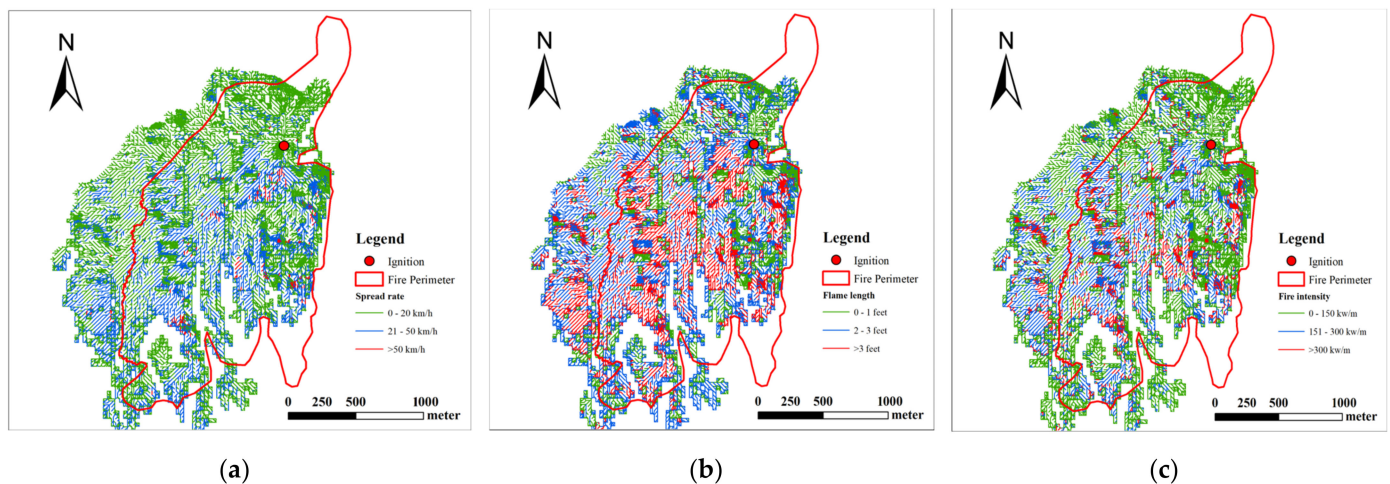 N
Legend
Ignition
Fire Perimeter
Spread rate
0 - 20 km/h
21 - 50 km/h
>50 km/h
0 250 500 1000
meter
(a)
N
Legend
Ignition
Fire Perimeter
Flame length
0 - 1 feet
2 - 3 feet
>3 feet
0 250 500 1000
meter
(b)
N
Legend
Ignition
Fire Perimeter
Fire intensity
0 - 150 kw/m
151 - 300 kw/m
>300 kw/m
0 250 500 1000
meter
(c)